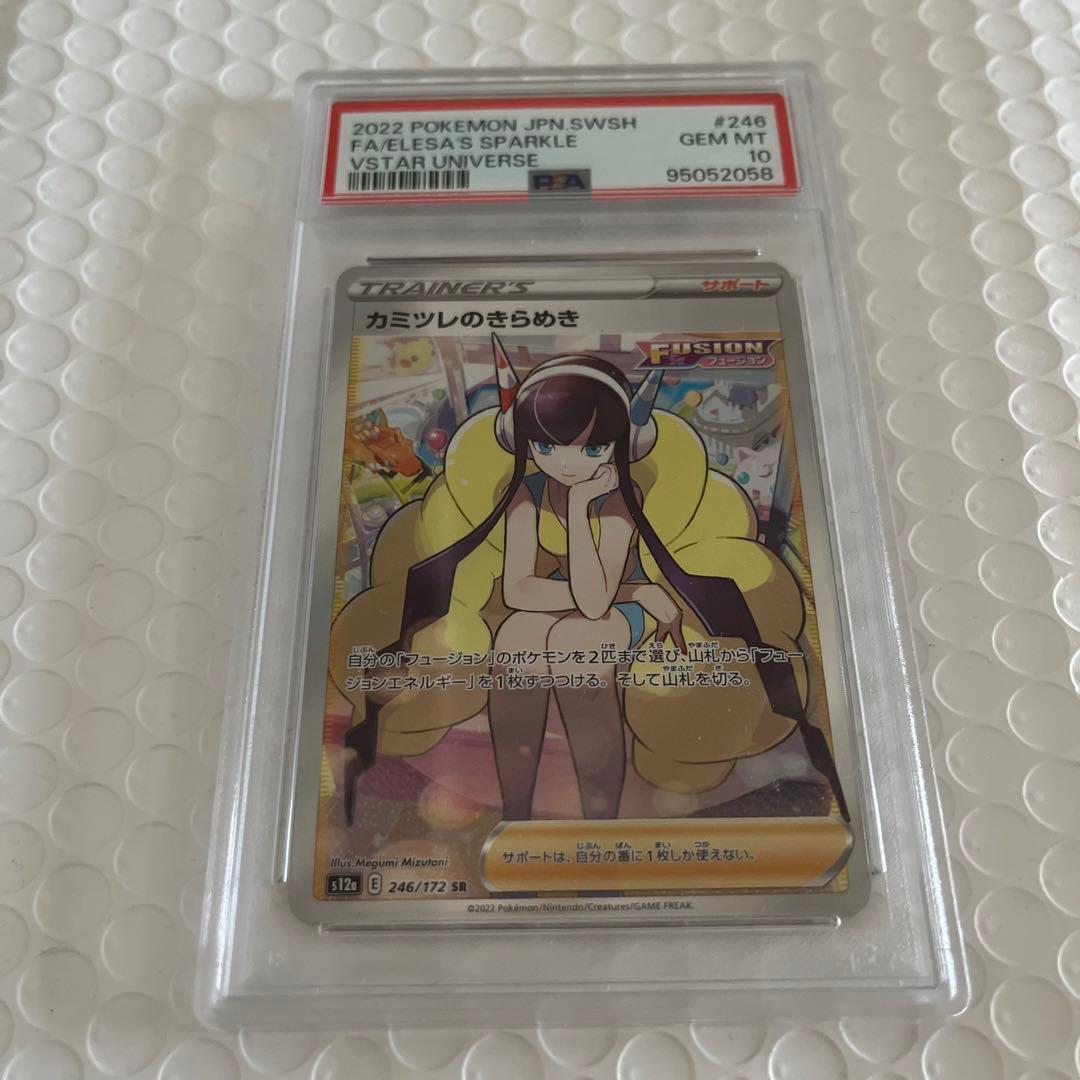 2022 POKEMON JPN.SWSH #246
FA/ELESA'S SPARKLE GEM MT
VSTAR UNIVERSE 10
PSA 95052058
TRAINER'S サポート
カミツレのきらめき
FUSION
フュージョン
自分の「フュージョン」のポケモンを2匹まで選び、山札から「フュー
ジョンエネルギー」を1枚ずつつける。そして山札を切る。
サポートは、自分の番に1枚しか使えない。
Illus. Megumi Mizutani
s12a E 246/172 SR
©2022 Pokémon/Nintendo/Creatures/GAME FREAK.